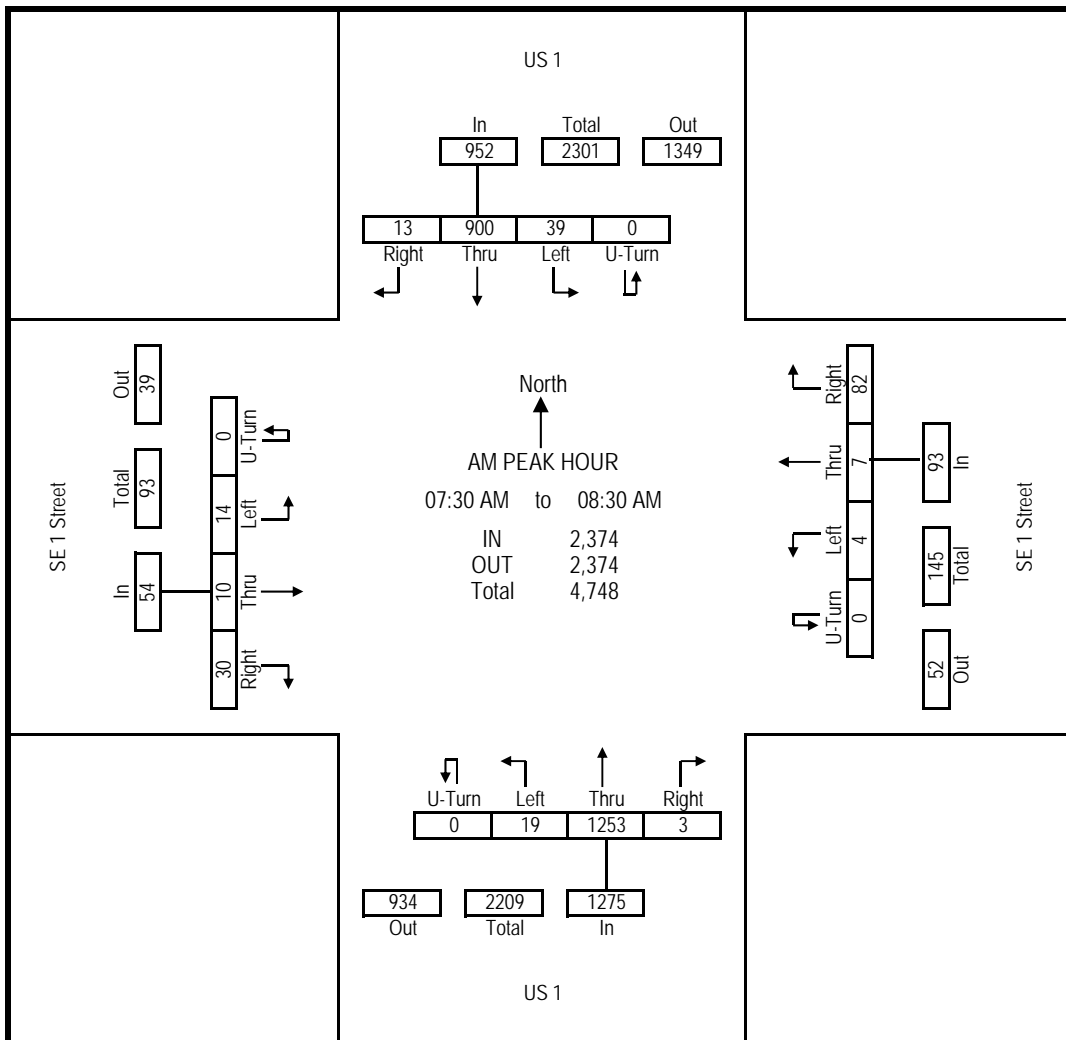 US 1
In Total Out
952 2301 1349
13 900 39 0
Right Thru Left U-Turn
SE 1 Street
Out 39
Total 93
In 54
0 U-Turn
14 Left
10 Thru
30 Right
North
AM PEAK HOUR
07:30 AM to 08:30 AM
IN 2,374
OUT 2,374
Total 4,748
Right 82
Thru 7
Left 4
U-Turn 0
93 In
145 Total
52 Out
SE 1 Street
U-Turn Left Thru Right
0 19 1253 3
934 2209 1275
Out Total In
US 1